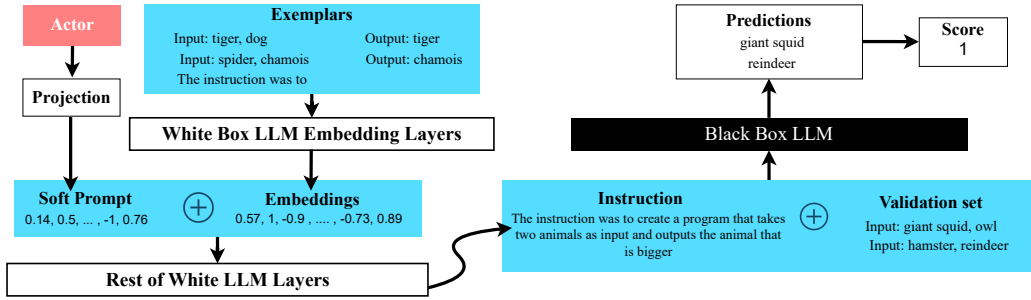 Actor
Projection
Exemplars
Input: tiger, dog Output: tiger
Input: spider, chamois Output: chamois
The instruction was to
White Box LLM Embedding Layers
Soft Prompt
0.14, 0.5, ... , -1, 0.76
Embeddings
0.57, 1, -0.9 , .... , -0.73, 0.89
Rest of White LLM Layers
Instruction
The instruction was to create a program that takes
two animals as input and outputs the animal that
is bigger
Validation set
Input: giant squid, owl
Input: hamster, reindeer
Black Box LLM
Predictions
giant squid
reindeer
Score
1